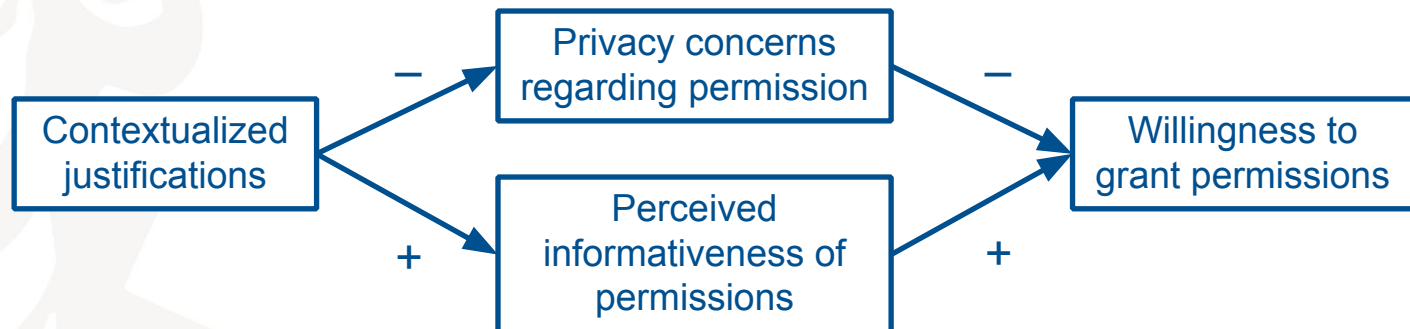 Privacy concerns
regarding permission
–
–
Contextualized
justifications
Willingness to
grant permissions
Perceived
informativeness of
permissions
+
+